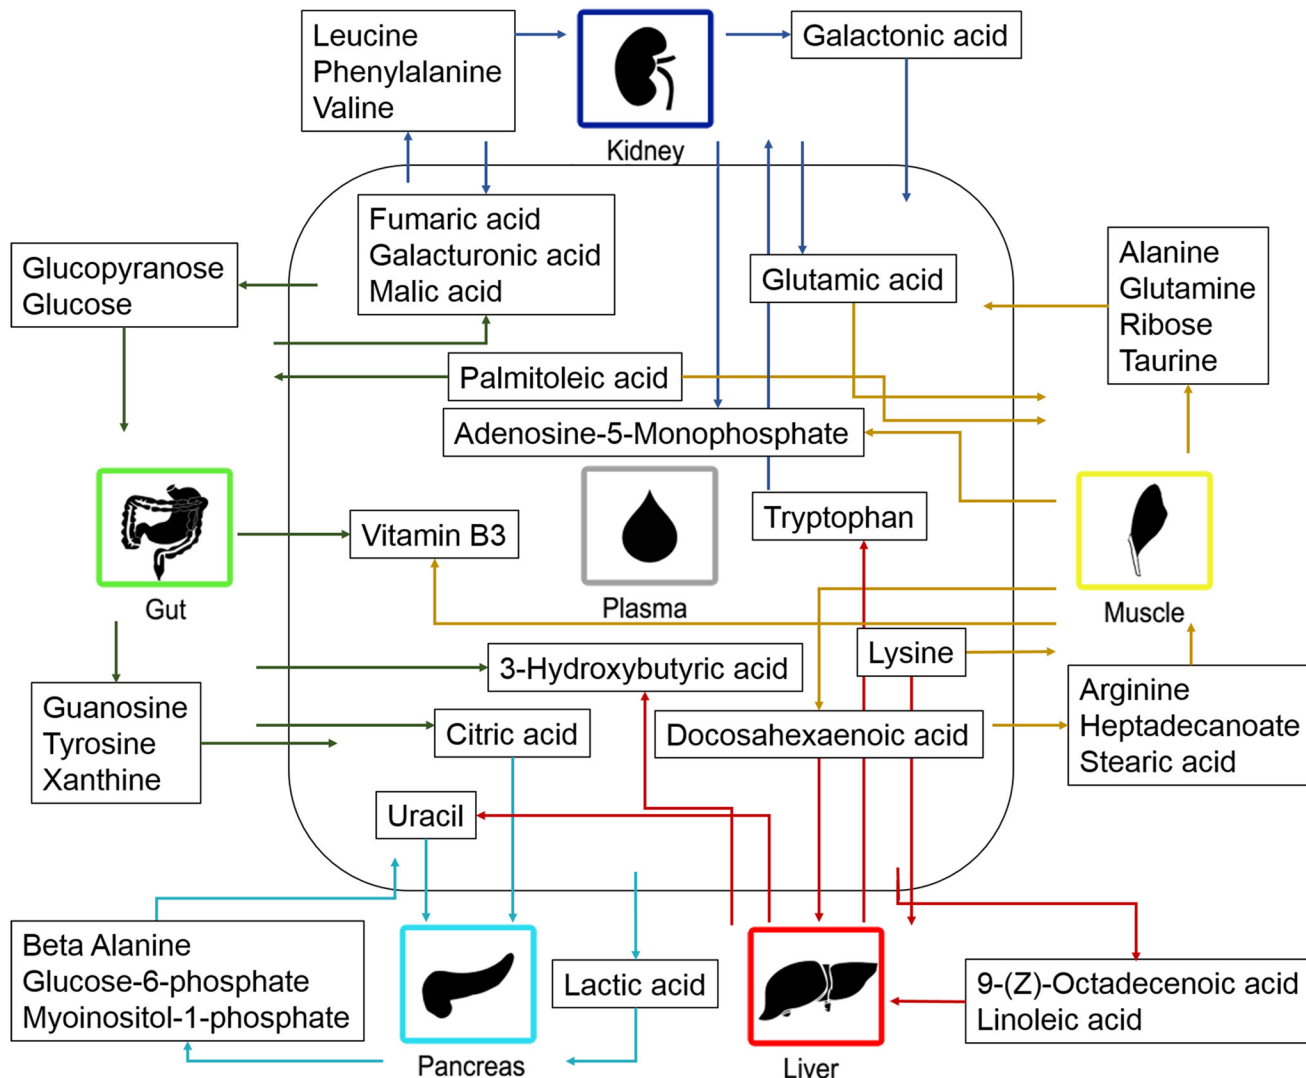 Leucine
Phenylalanine
Valine
Kidney
Galactonic acid
Fumaric acid
Galacturonic acid
Malic acid
Glucopyranose
Glucose
Glutamic acid
Alanine
Glutamine
Ribose
Taurine
Palmitoleic acid
Adenosine-5-Monophosphate
Gut
Vitamin B3
Plasma
Tryptophan
Muscle
Lysine
3-Hydroxybutyric acid
Guanosine
Tyrosine
Xanthine
Citric acid
Docosahexaenoic acid
Arginine
Heptadecanoate
Stearic acid
Uracil
Beta Alanine
Glucose-6-phosphate
Myoinositol-1-phosphate
Pancreas
Lactic acid
Liver
9-(Z)-Octadecenoic acid
Linoleic acid